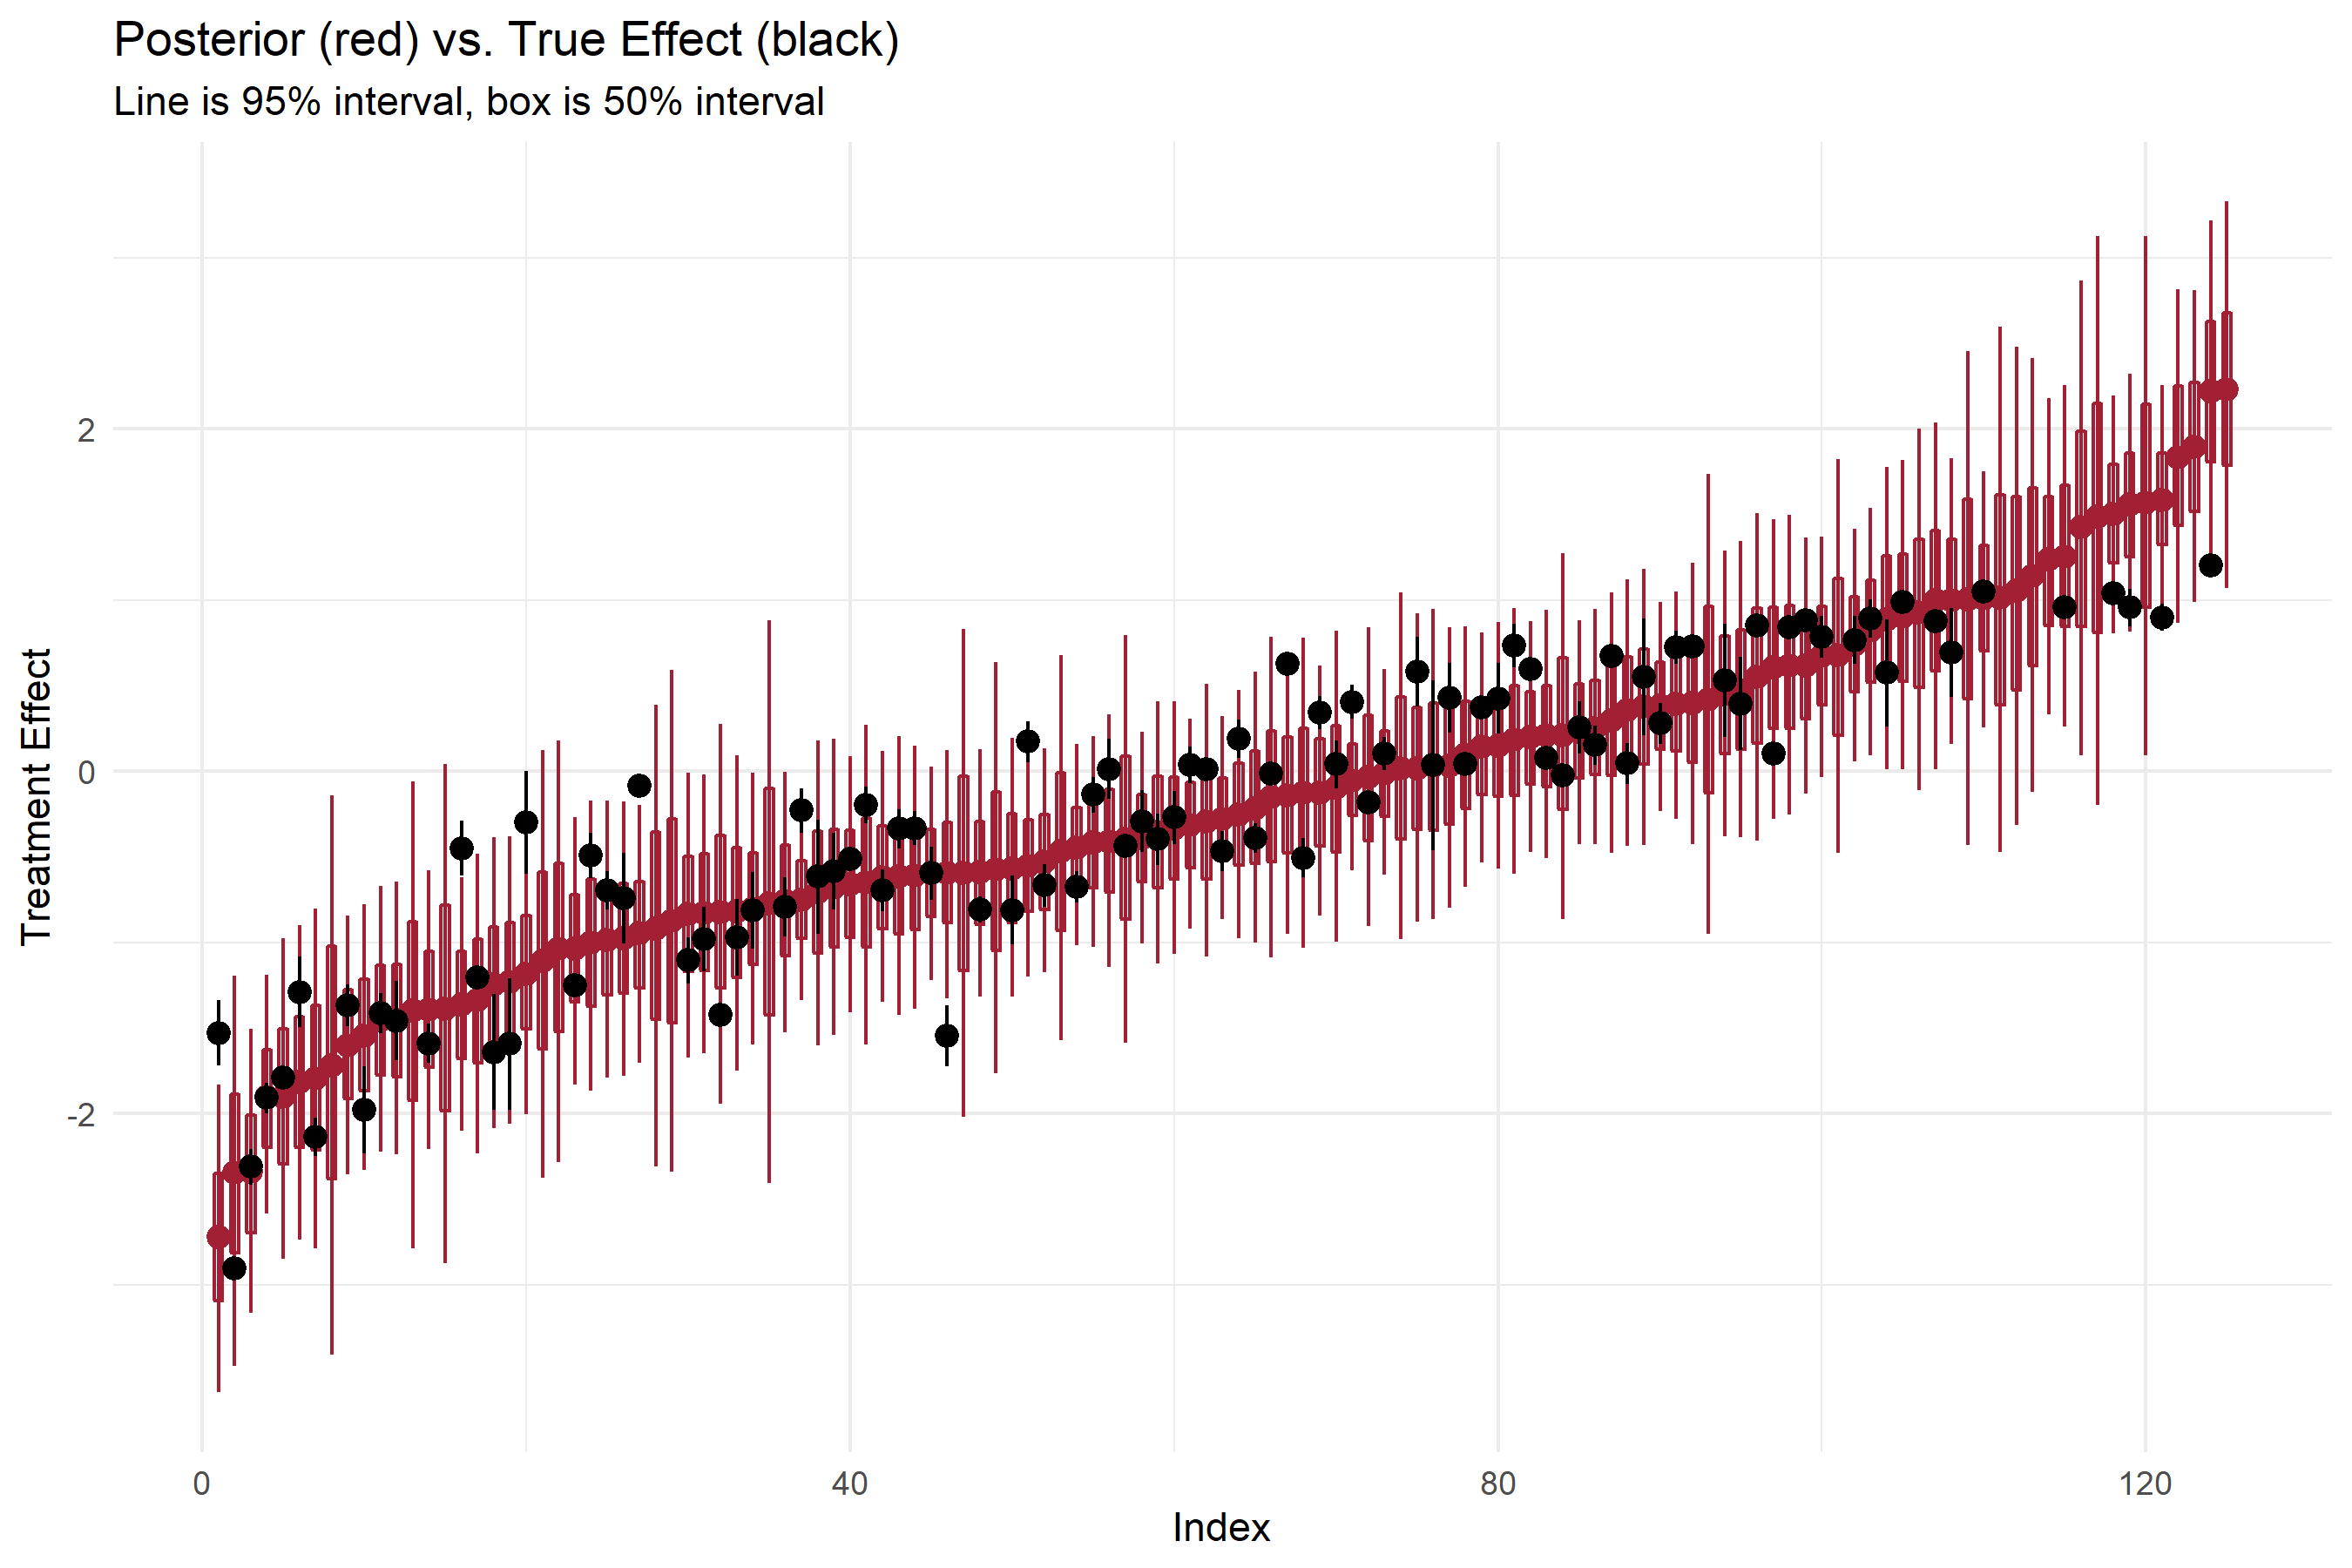 Posterior (red) vs. True Effect (black)
Line is 95% interval, box is 50% interval
Treatment Effect
2
0
-2
0
40
80
120
Index